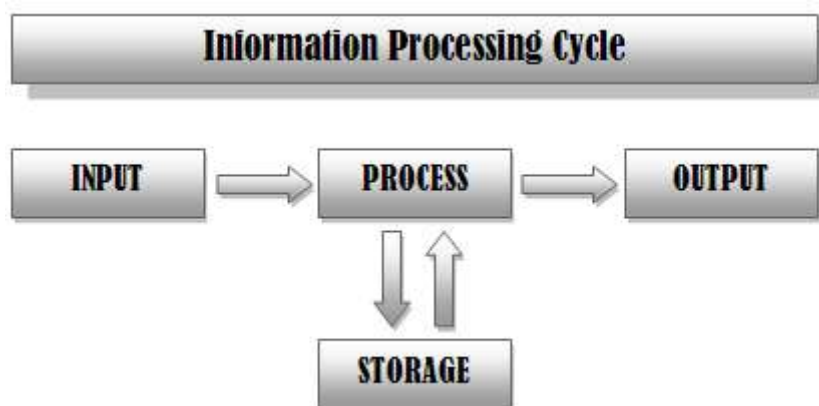 Information Processing Cycle
INPUT
PROCESS
OUTPUT
STORAGE